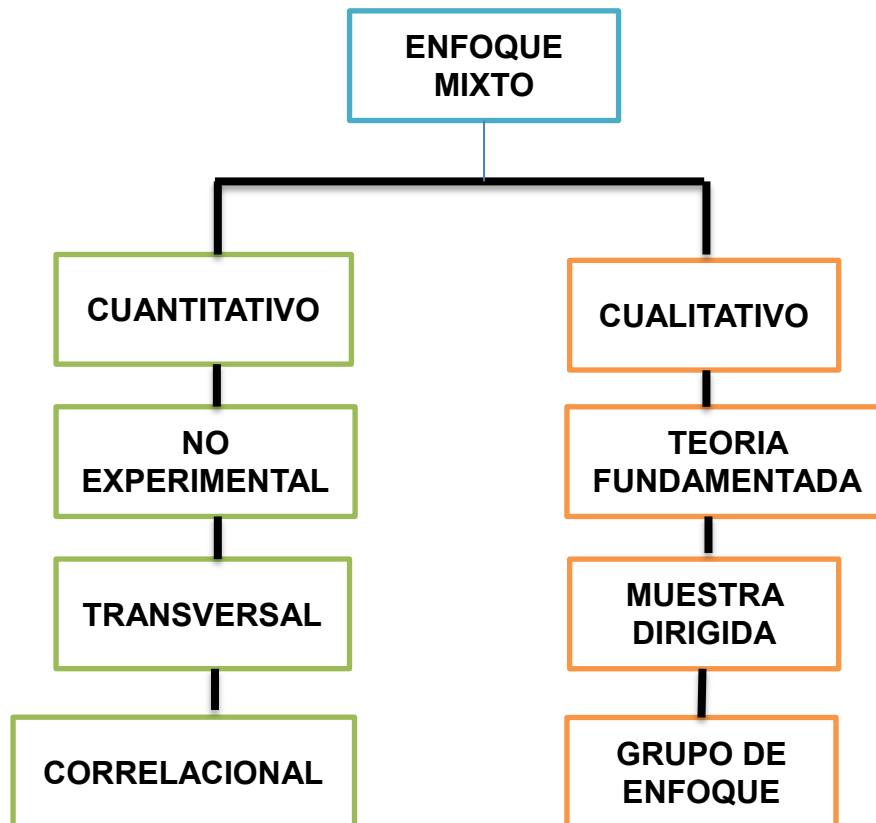 ENFOQUE
MIXTO
CUANTITATIVO
NO
EXPERIMENTAL
TRANSVERSAL
CORRELACIONAL
CUALITATIVO
TEORIA
FUNDAMENTADA
MUESTRA
DIRIGIDA
GRUPO DE
ENFOQUE